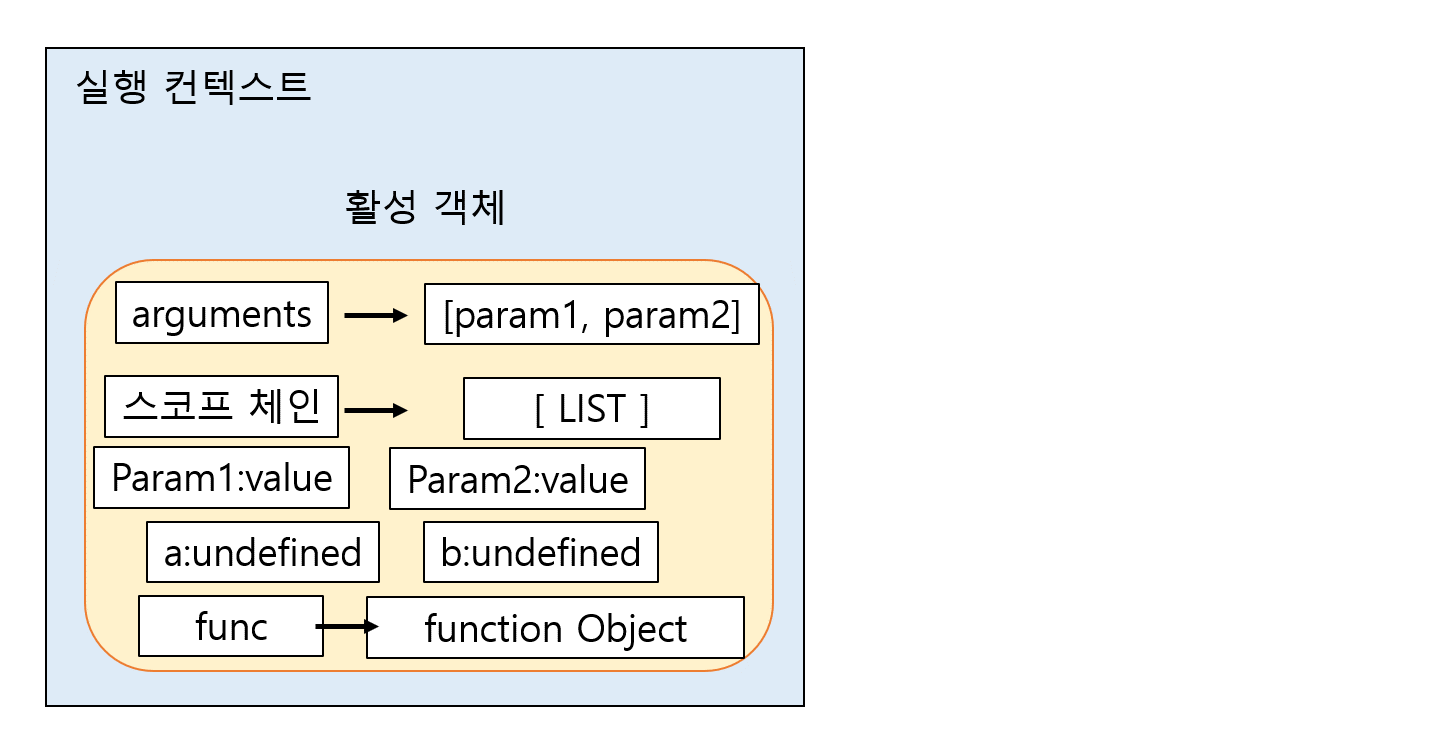 실행 컨텍스트
활성 객체
arguments [param1, param2]
스코프 체인 [ LIST ]
Param1:value Param2:value
a:undefined b:undefined
func function Object